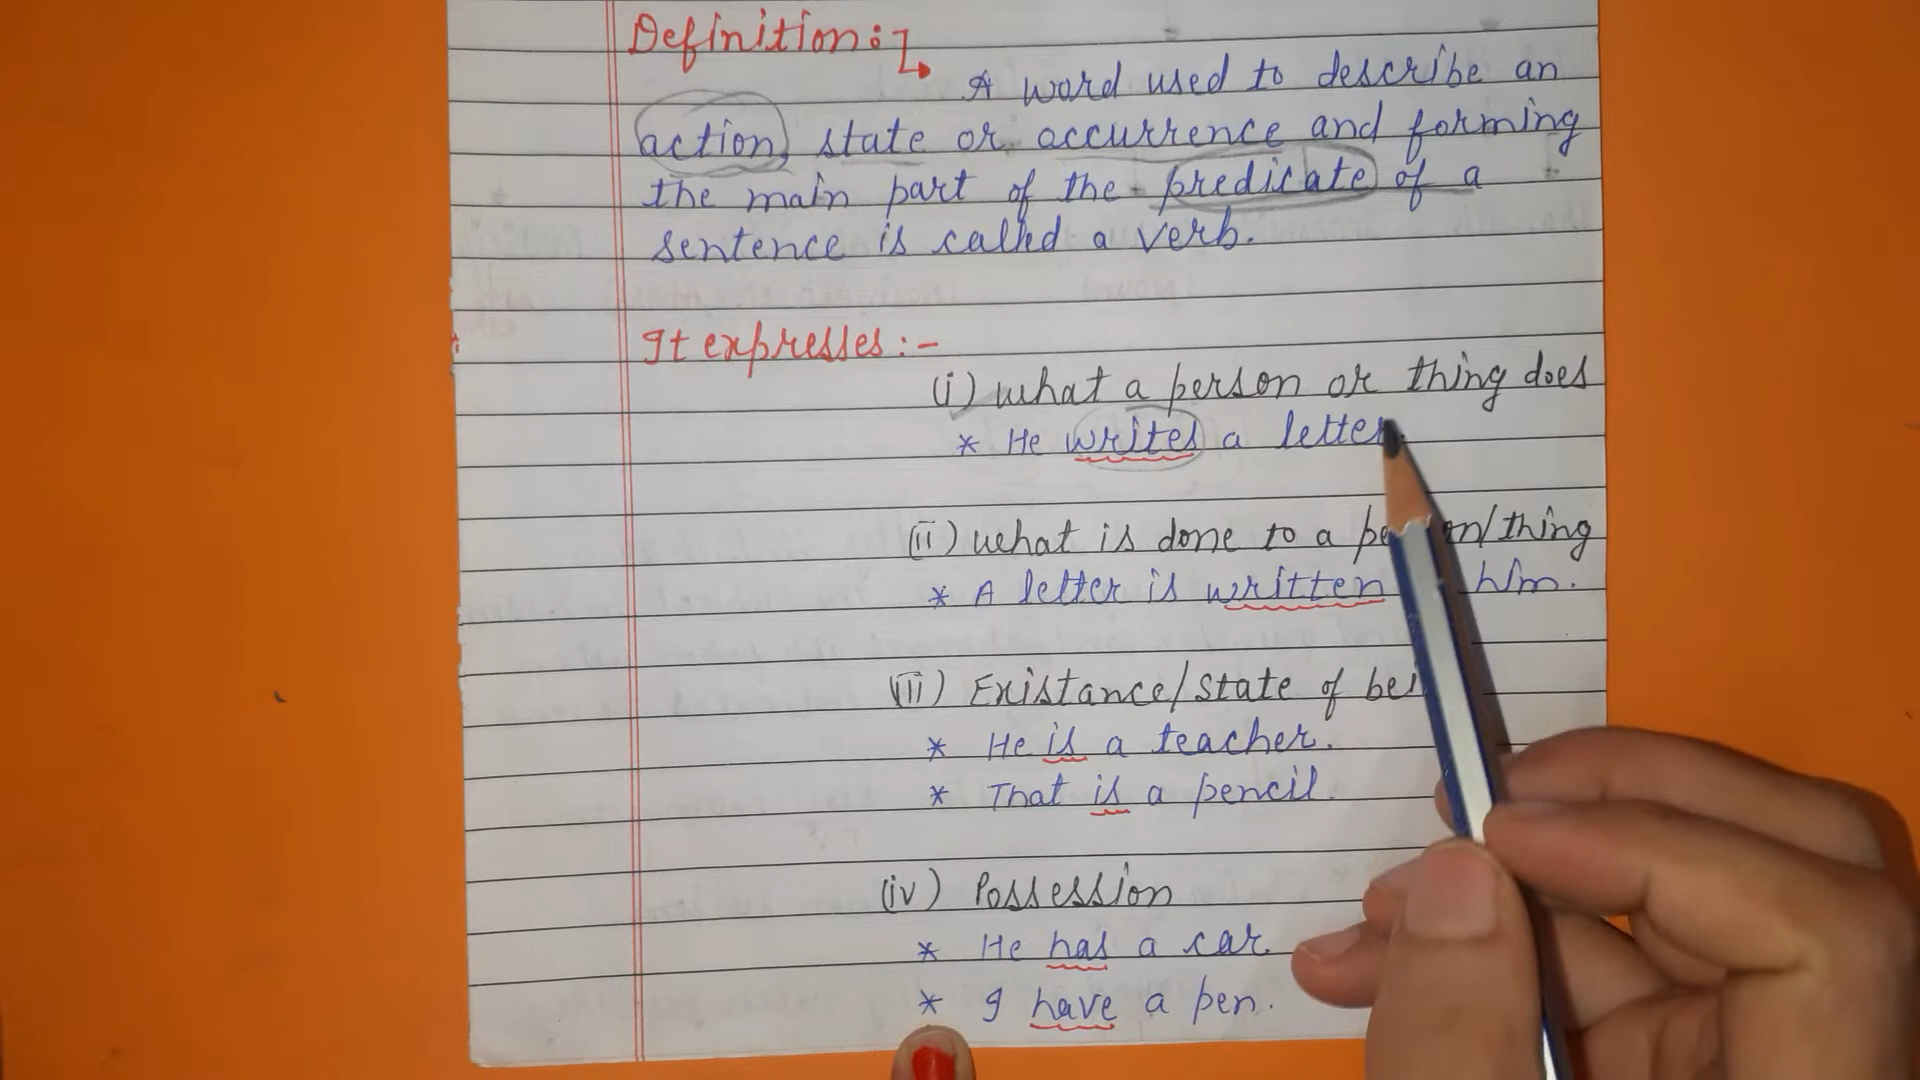 Definition:
A word used to describe an
action, state or occurrence and forming
the main part of the predicate of a
sentence is called a verb.
It expresses :-
(i) what a person or thing does
* He writes a letter
(ii) what is done to a /thing
* A letter is written him.
(iii) Existance/State of
* He is a teacher.
* That is a pencil.
(iv) Possession
* He has a car.
* I have a pen.